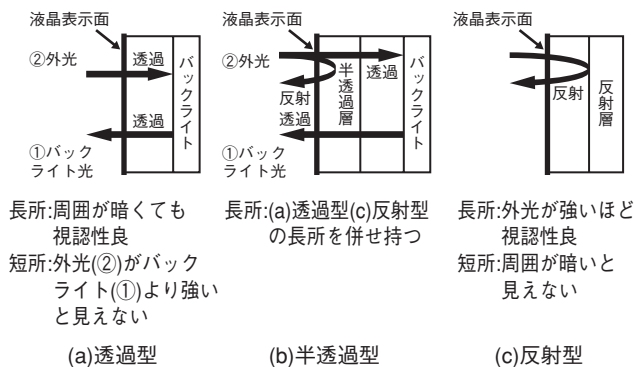 液晶表示面
②外光
透過
透過
バックライト
①バック
ライト光
長所:周囲が暗くても
視認性良
短所:外光(②)がバック
ライト(①)より強い
と見えない
(a)透過型
液晶表示面
②外光
反射
透過
半透過層
透過
バックライト
①バック
ライト光
長所:(a)透過型(c)反射型
の長所を併せ持つ
(b)半透過型
液晶表示面
反射
反射層
長所:外光が強いほど
視認性良
短所:周囲が暗いと
見えない
(c)反射型